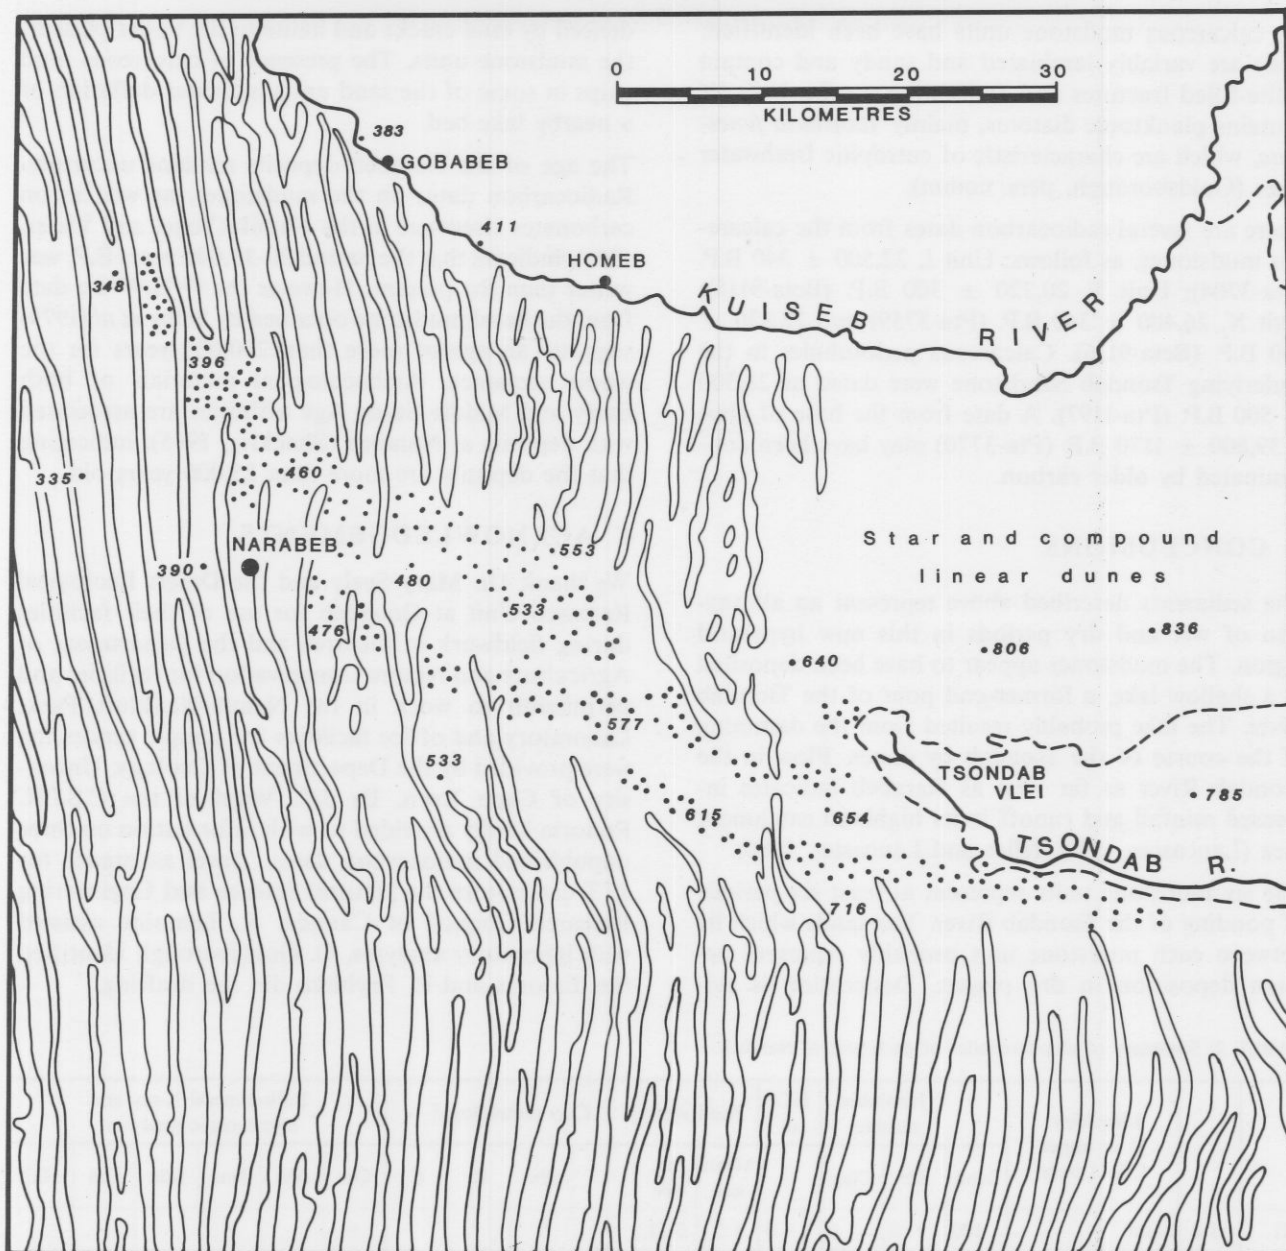 0 10 20 30
KILOMETRES
383
GOBABEB
411
HOMEB
KUISEB RIVER
348
396
460
335
NARABEB
390
553
480
533
476
Star and compound
linear dunes
836
806
640
577
533
TSONDAB
VLEI
785
615
654
TSONDAB R.
716